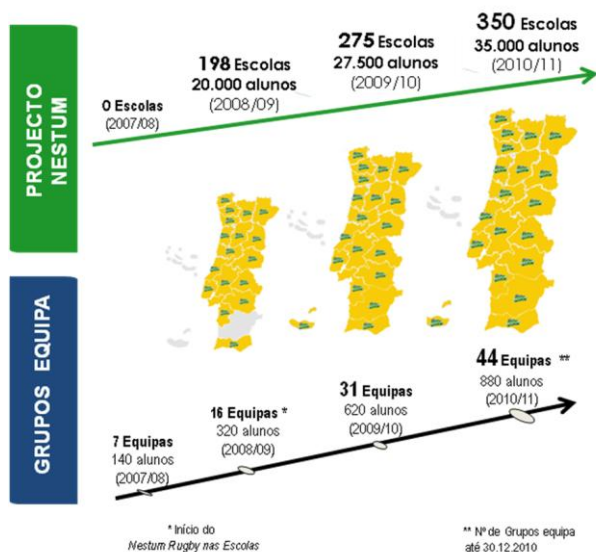 PROJECTO
NESTUM
0 Escolas
(2007/08)
198 Escolas
20.000 alunos
(2008/09)
275 Escolas
27.500 alunos
(2009/10)
350 Escolas
35.000 alunos
(2010/11)
GRUPOS EQUIPA
7 Equipas
140 alunos
(2007/08)
16 Equipas *
320 alunos
(2008/09)
31 Equipas
620 alunos
(2009/10)
44 Equipas **
880 alunos
(2010/11)
* Início do
Nestum Rugby nas Escolas
** Nº de Grupos equipa
até 30.12.2010